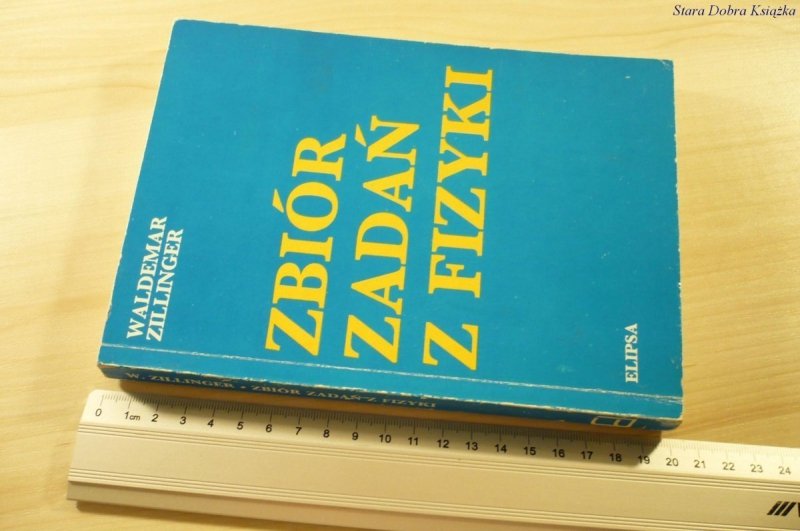 Stara Dobra Książka
WALDEMAR
ZILLINGER
ZBIÓR
ZADAŃ
Z FIZYKI
ELIPSA
W. ZILLINGER • ZBIÓR ZADAŃ Z FIZYKI
0 1cm 2 3 4 5 6 7 8 9 10 11 12 13 14 15 16 17 18 19 20 21 22 23 24